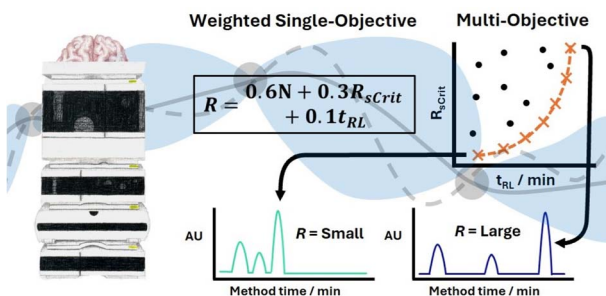 Weighted Single-Objective
Multi-Objective
R = 0.6N + 0.3R_sCrit
+ 0.1t_RL
R_sCrit
t_RL / min
AU
R = Small
Method time / min
AU
R = Large
Method time / min